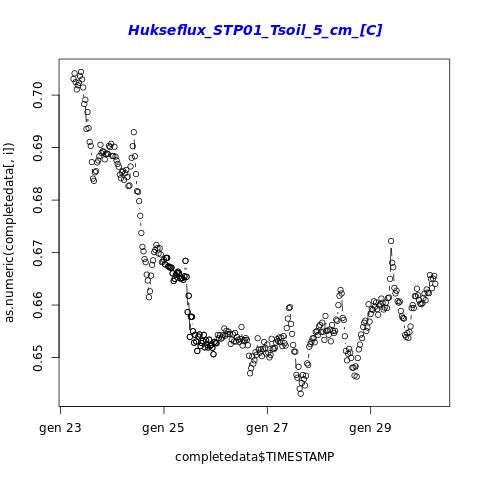 Hukseflux_STP01_Tsoil_5_cm_[C]
as.numeric(completedata[, i])
0.70
0.69
0.68
0.67
0.66
0.65
gen 23
gen 25
gen 27
gen 29
completedata$TIMESTAMP